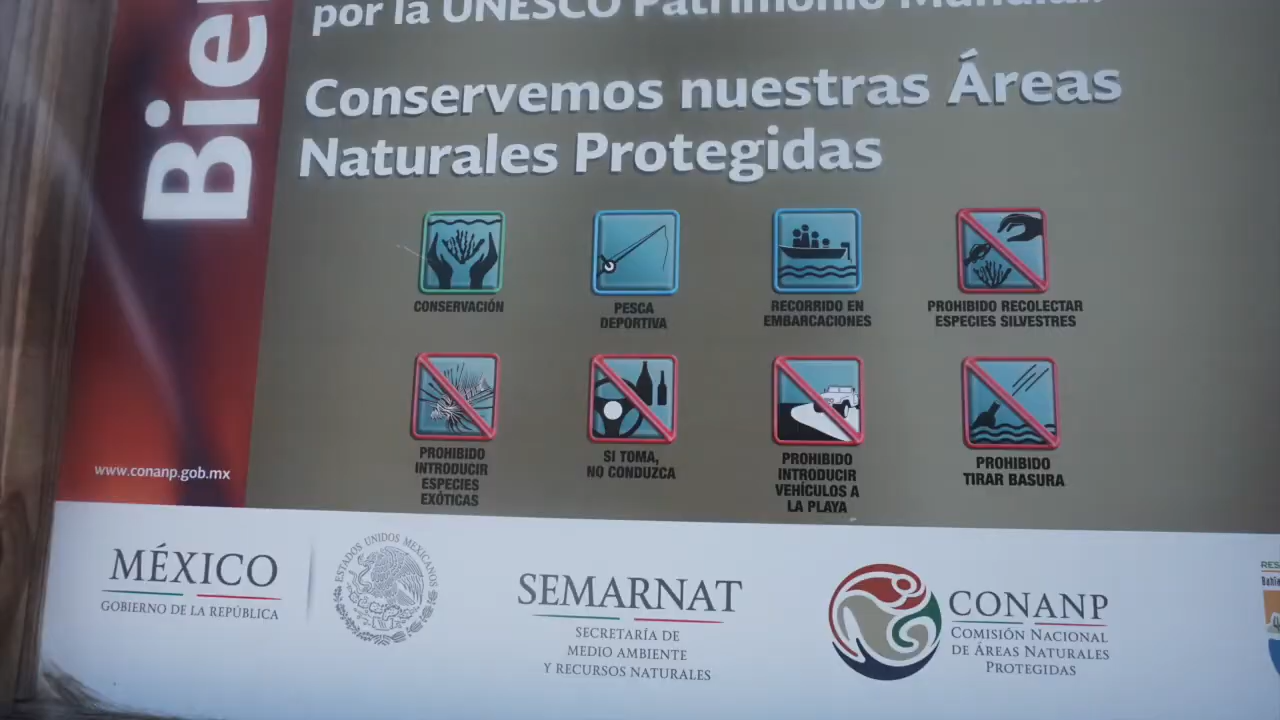 por la UNESCO Patrimonio Mundial.
Conservemos nuestras Áreas
Naturales Protegidas
Bie
CONSERVACIÓN
PESCA
DEPORTIVA
RECORRIDO EN
EMBARCACIONES
PROHIBIDO RECOLECTAR
ESPECIES SILVESTRES
PROHIBIDO
INTRODUCIR
ESPECIES
EXÓTICAS
SI TOMA,
NO CONDUZCA
PROHIBIDO
INTRODUCIR
VEHÍCULOS A
LA PLAYA
PROHIBIDO
TIRAR BASURA
www.conanp.gob.mx
MÉXICO
GOBIERNO DE LA REPÚBLICA
ESTADOS UNIDOS MEXICANOS
SEMARNAT
SECRETARÍA DE
MEDIO AMBIENTE
Y RECURSOS NATURALES
CONANP
COMISIÓN NACIONAL
DE ÁREAS NATURALES
PROTEGIDAS
RES